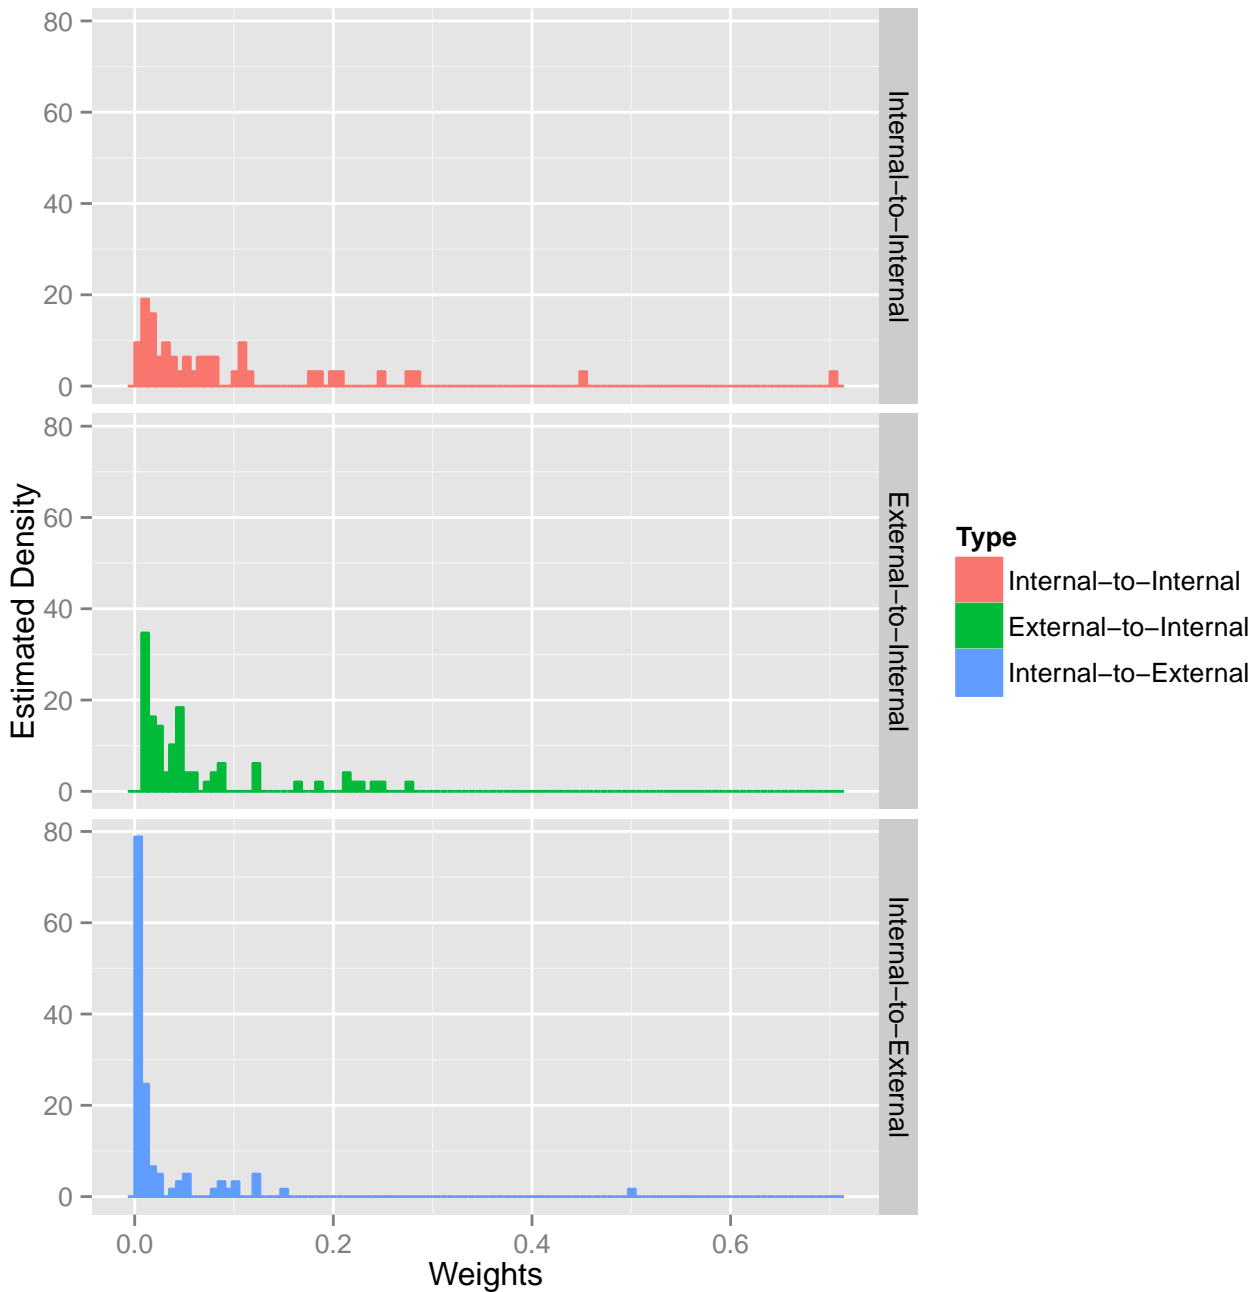 80
60
40
20
0
Internal−to−Internal
80
60
40
20
0
External−to−Internal
80
60
40
20
0
Internal−to−External
0.0
0.2
0.4
0.6
Weights
Estimated Density
Type
Internal−to−Internal
External−to−Internal
Internal−to−External